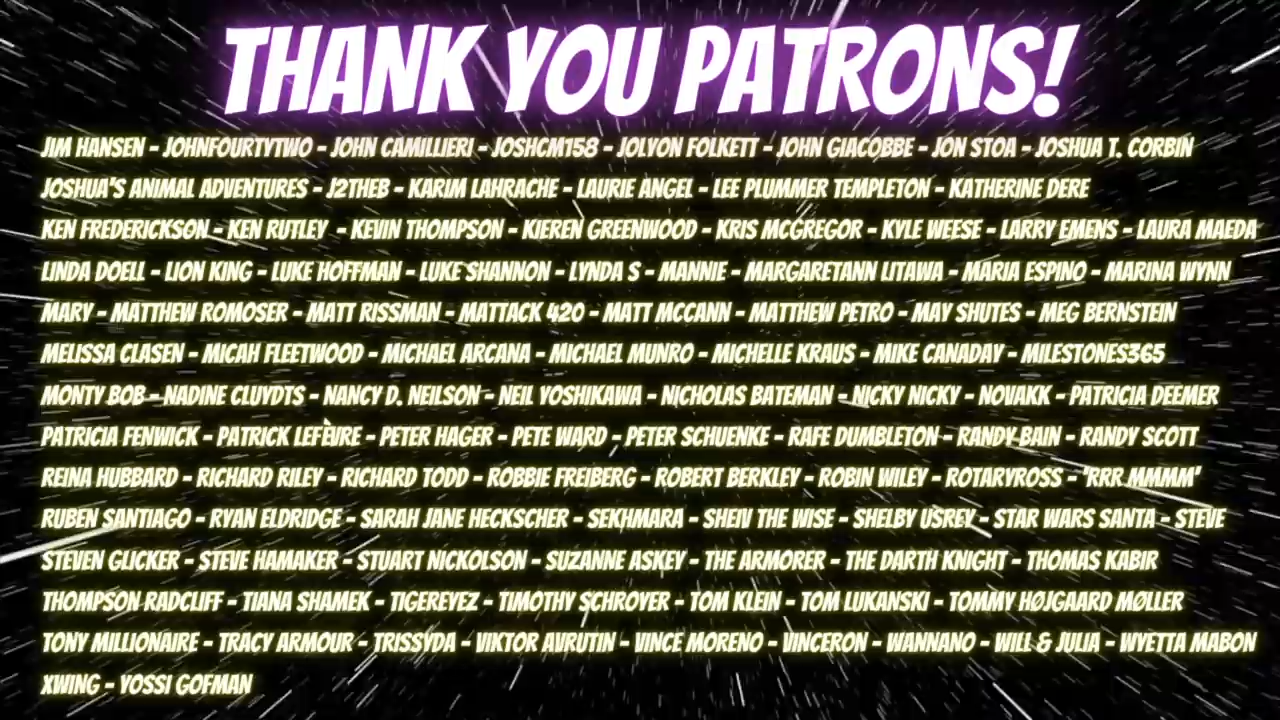 THANK YOU PATRONS!
JIM HANSEN - JOHNFOURTYTWO - JOHN CAMILLIERI - JOSHCM158 - JOLYON FOLKETT - JOHN GIACOBBE - JON STOA - JOSHUA T. CORBIN
JOSHUA'S ANIMAL ADVENTURES - J2THEB - KARIM LAHRACHE - LAURIE ANGEL - LEE PLUMMER TEMPLETON - KATHERINE DERE
KEN FREDERICKSON - KEN RUTLEY - KEVIN THOMPSON - KIEREN GREENWOOD - KRIS MCGREGOR - KYLE WEESE - LARRY EMENS - LAURA MAEDA
LINDA DOELL - LION KING - LUKE HOFFMAN - LUKE SHANNON - LYNDA S - MANNIE - MARGARETANN LITAWA - MARIA ESPINO - MARINA WYNN
MARY - MATTHEW ROMOSER - MATT RISSMAN - MATTACK 420 - MATT MCCANN - MATTHEW PETRO - MAY SHUTES - MEG BERNSTEIN
MELISSA CLASEN - MICAH FLEETWOOD - MICHAEL ARCANA - MICHAEL MUNRO - MICHELLE KRAUS - MIKE CANADAY - MILESTONES365
MONTY BOB - NADINE CLUYDTS - NANCY D. NEILSON - NEIL YOSHIKAWA - NICHOLAS BATEMAN - NICKY NICKY - NOVAKK - PATRICIA DEEMER
PATRICIA FENWICK - PATRICK LEFÈVRE - PETER HAGER - PETE WARD - PETER SCHUENKE - RAFE DUMBLETON - RANDY BAIN - RANDY SCOTT
REINA HUBBARD - RICHARD RILEY - RICHARD TODD - ROBBIE FREIBERG - ROBERT BERKLEY - ROBIN WILEY - ROTARYROSS - 'RRR MMMM'
RUBEN SANTIAGO - RYAN ELDRIDGE - SARAH JANE HECKSCHER - SEKHMARA - SHEIV THE WISE - SHELBY USREY - STAR WARS SANTA - STEVE
STEVEN GLICKER - STEVE HAMAKER - STUART NICKOLSON - SUZANNE ASKEY - THE ARMORER - THE DARTH KNIGHT - THOMAS KABIR
THOMPSON RADCLIFF - TIANA SHAMEK - TIGEREYEZ - TIMOTHY SCHROYER - TOM KLEIN - TOM LUKANSKI - TOMMY HØJGAARD MØLLER
TONY MILLIONAIRE - TRACY ARMOUR - TRISSYDA - VIKTOR AVRUTIN - VINCE MORENO - VINCERON - WANNANO - WILL & JULIA - WYETTA MABON
XWING - YOSSI GOFMAN